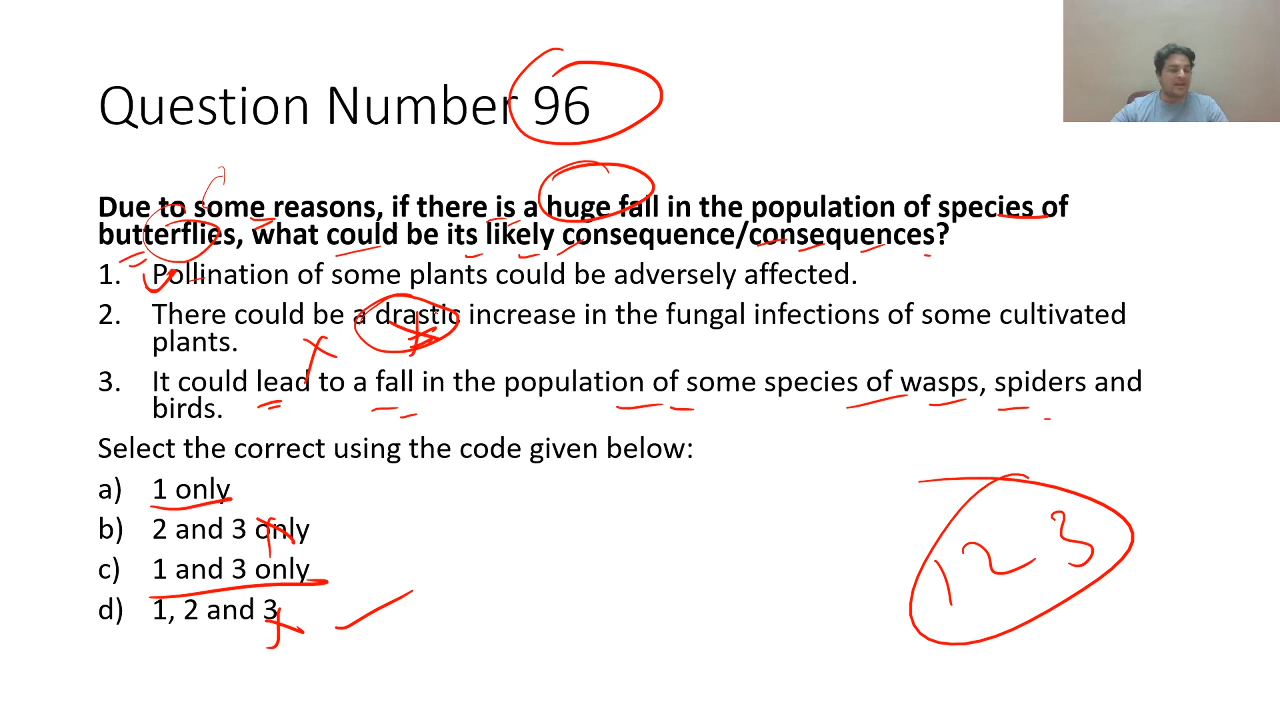 Question Number 96
Due to some reasons, if there is a huge fall in the population of species of
butterflies, what could be its likely consequence/consequences?
1. Pollination of some plants could be adversely affected.
2. There could be a drastic increase in the fungal infections of some cultivated
plants.
3. It could lead to a fall in the population of some species of wasps, spiders and
birds.
Select the correct using the code given below:
a) 1 only
b) 2 and 3 only
c) 1 and 3 only
d) 1, 2 and 3
1 2 3